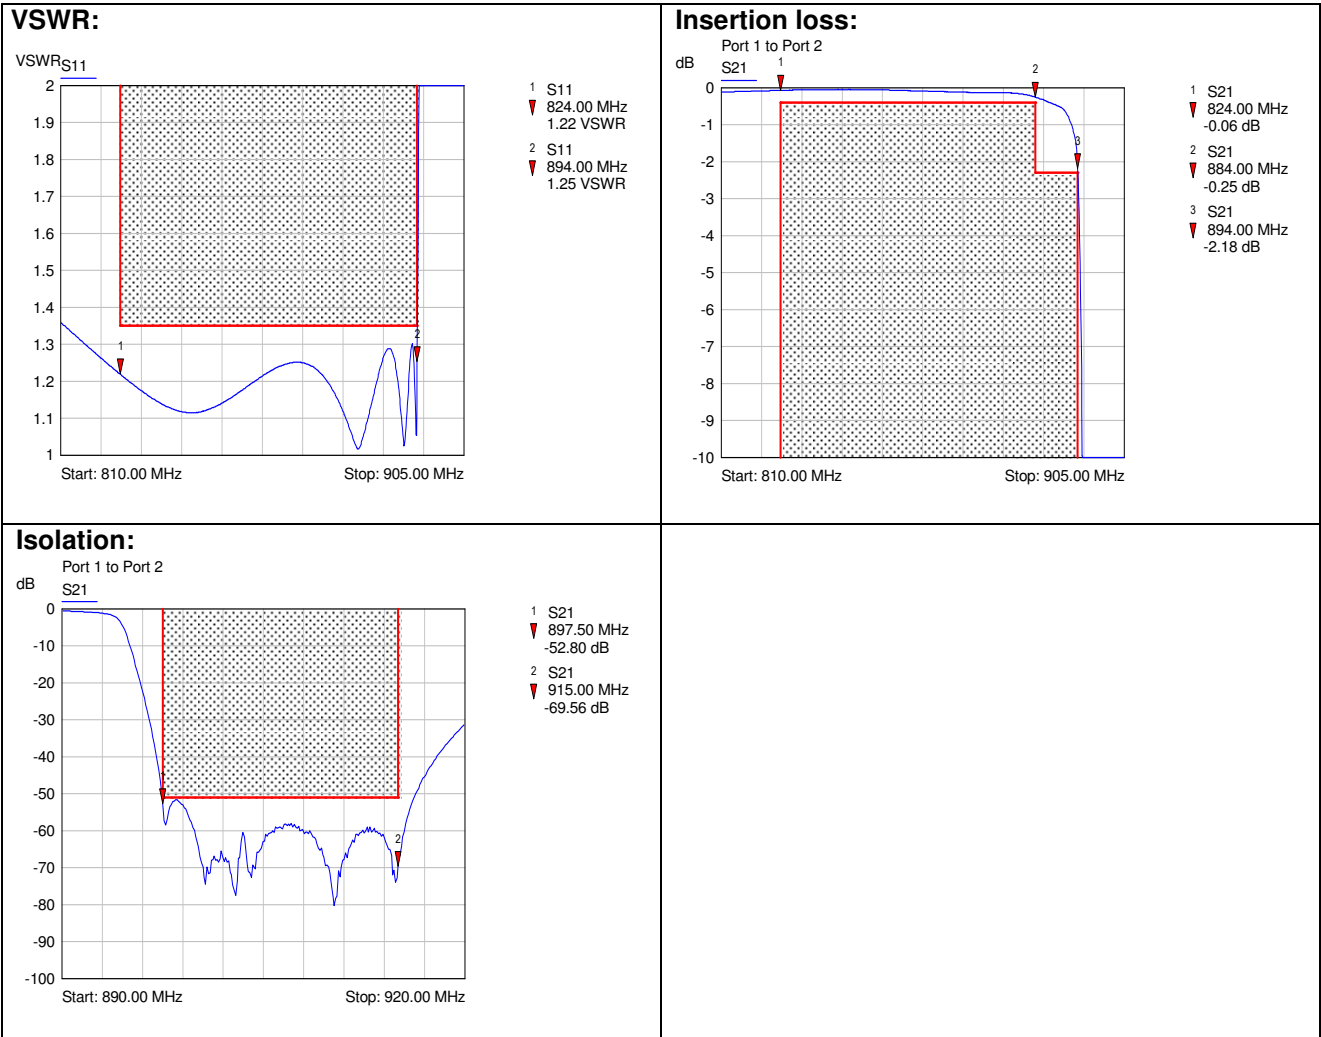 VSWR:
VSWR
S11
2
1.9
1.8
1.7
1.6
1.5
1.4
1.3
1.2
1.1
1
1
2
Start: 810.00 MHz
Stop: 905.00 MHz
1 S11
824.00 MHz
1.22 VSWR
2 S11
894.00 MHz
1.25 VSWR
Insertion loss:
Port 1 to Port 2
dB
S21
0
-1
-2
-3
-4
-5
-6
-7
-8
-9
-10
1
2
3
Start: 810.00 MHz
Stop: 905.00 MHz
1 S21
824.00 MHz
-0.06 dB
2 S21
884.00 MHz
-0.25 dB
3 S21
894.00 MHz
-2.18 dB
Isolation:
Port 1 to Port 2
dB
S21
0
-10
-20
-30
-40
-50
-60
-70
-80
-90
-100
1
2
Start: 890.00 MHz
Stop: 920.00 MHz
1 S21
897.50 MHz
-52.80 dB
2 S21
915.00 MHz
-69.56 dB